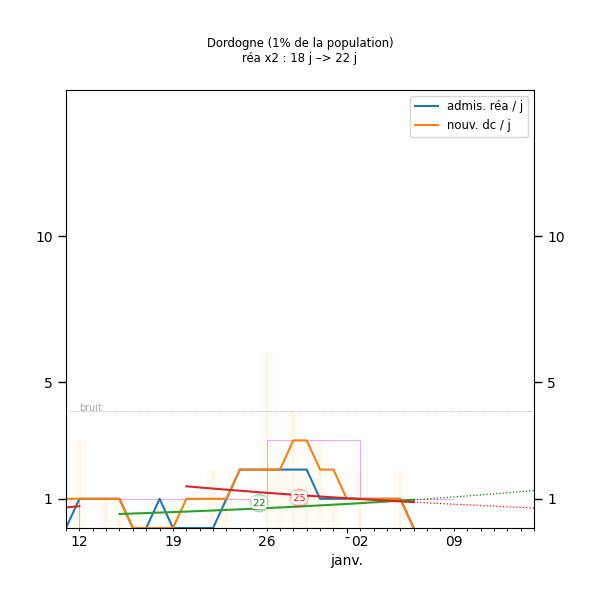 Dordogne (1% de la population)
réa x2 : 18 j –> 22 j
admis. réa / j
nouv. dc / j
10
10
5
5
bruit
1
1
22
25
12
19
26
02
09
janv.